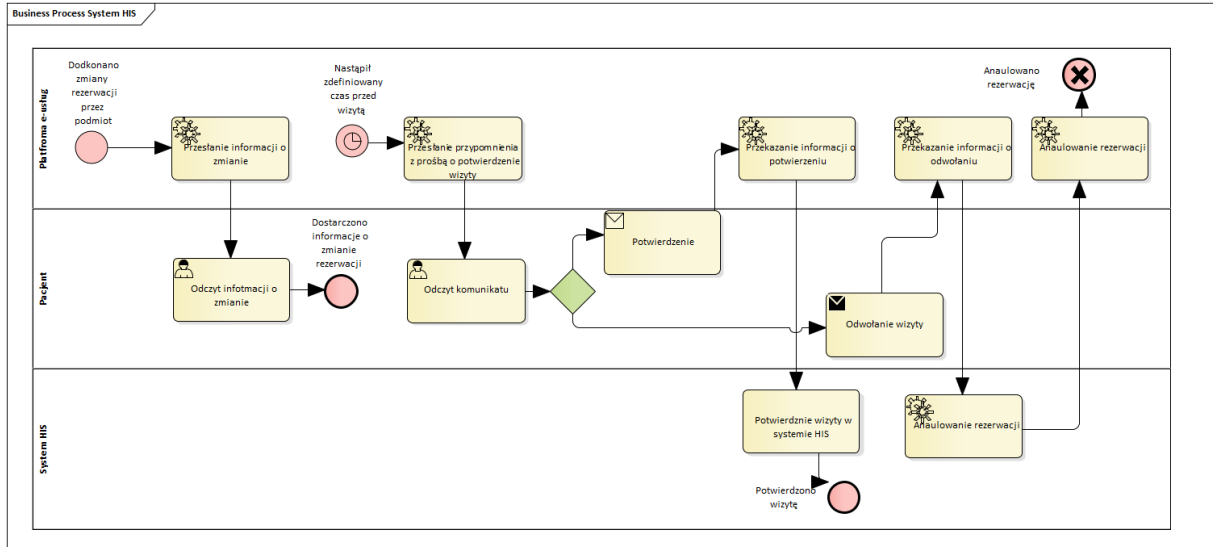 Business Process System HIS
Platfroma e-usług
Dodkonano
zmiany
rezerwacji
przez
podmiot
Przesłanie informacji o
zmianie
Nastąpił
zdefiniowany
czas przed
wizytą
Przesłanie przypomnienia
z prośbą o potwierdzenie
wizyty
Przekazanie informacji o
potwierzeniu
Przekazanie informacji o
odwołaniu
Anaulowano
rezerwację
Anaulowanie rezerwacji
Pacjent
Odczyt infotmacji o
zmianie
Dostarczono
informacje o
zmianie
rezerwacji
Odczyt komunikatu
Potwierdzenie
Odwołanie wizyty
System HIS
Potwierdznie wizyty w
systemie HIS
Potwierdzono
wizytę
Anaulowanie rezerwacji